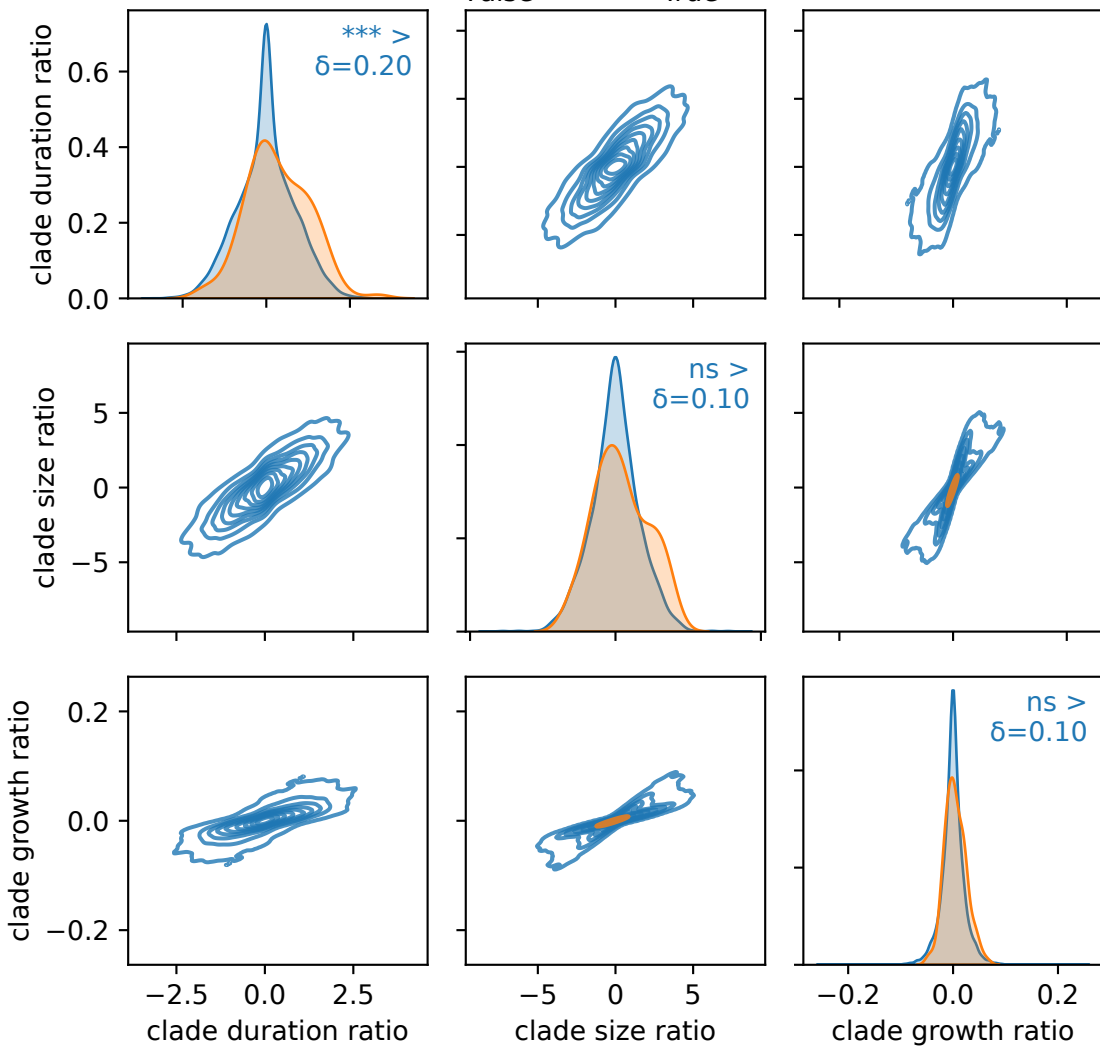 *** >
δ=0.20
clade duration ratio
0.6
0.4
0.2
0.0
ns >
δ=0.10
clade size ratio
5
0
−5
ns >
δ=0.10
clade growth ratio
0.2
0.0
−0.2
−2.5 0.0 2.5
−5 0 5
−0.2 0.0 0.2
clade duration ratio
clade size ratio
clade growth ratio